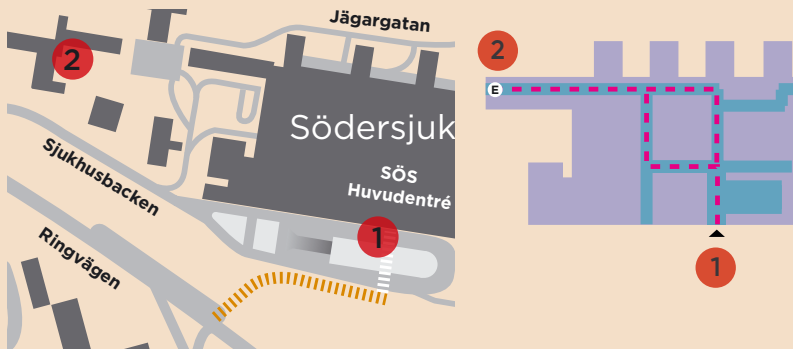 Jägargatan
2
Södersjuk
SÖS
Huvudentré
Sjukhusbacken
1
Ringvägen
2
E
1